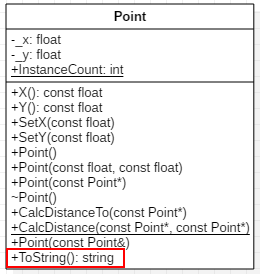 Point
-_x: float
-_y: float
+InstanceCount: int
+X(): const float
+Y(): const float
+SetX(const float)
+SetY(const float)
+Point()
+Point(const float, const float)
+Point(const Point*)
~Point()
+CalcDistanceTo(const Point*)
+CalcDistance(const Point*, const Point*)
+Point(const Point&)
+ToString(): string